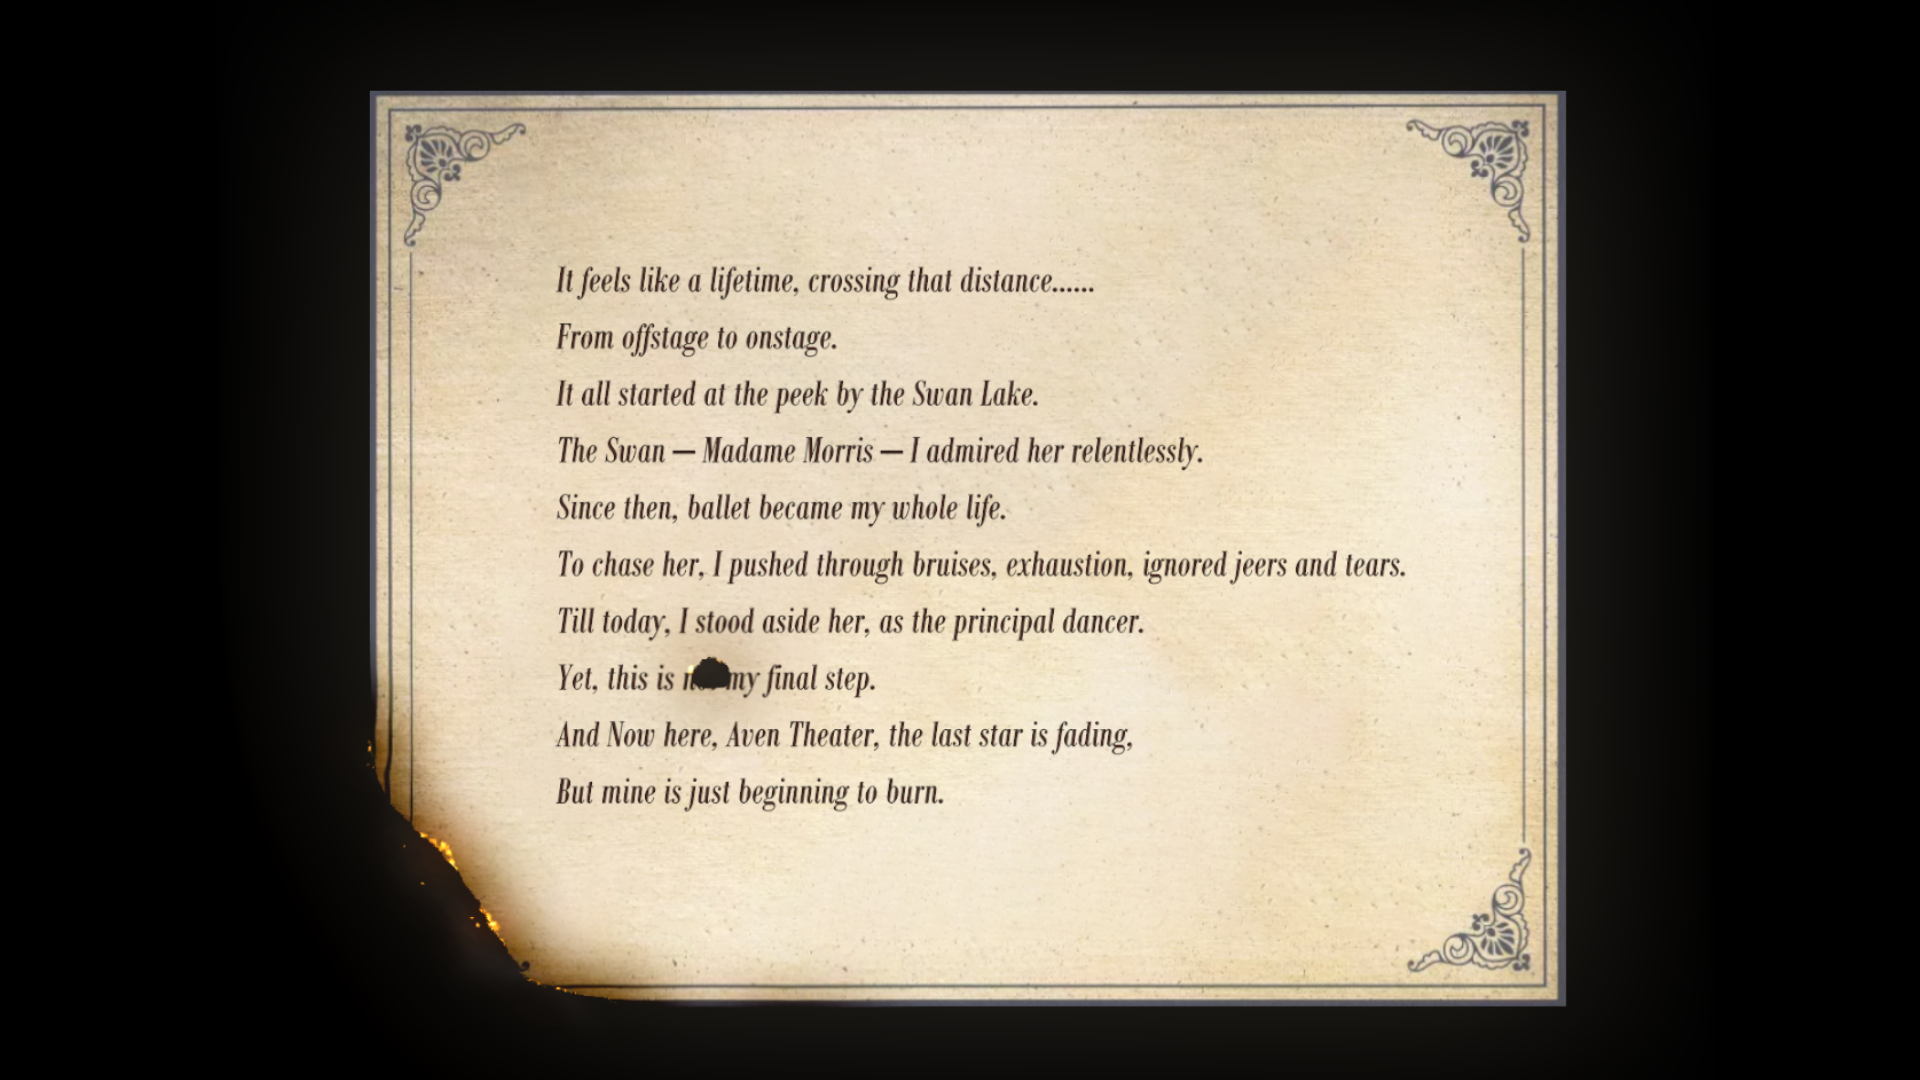 It feels like a lifetime, crossing that distance......
From offstage to onstage.
It all started at the peek by the Swan Lake.
The Swan — Madame Morris — I admired her relentlessly.
Since then, ballet became my whole life.
To chase her, I pushed through bruises, exhaustion, ignored jeers and tears.
Till today, I stood aside her, as the principal dancer.
Yet, this is my final step.
And Now here, Aven Theater, the last star is fading,
But mine is just beginning to burn.